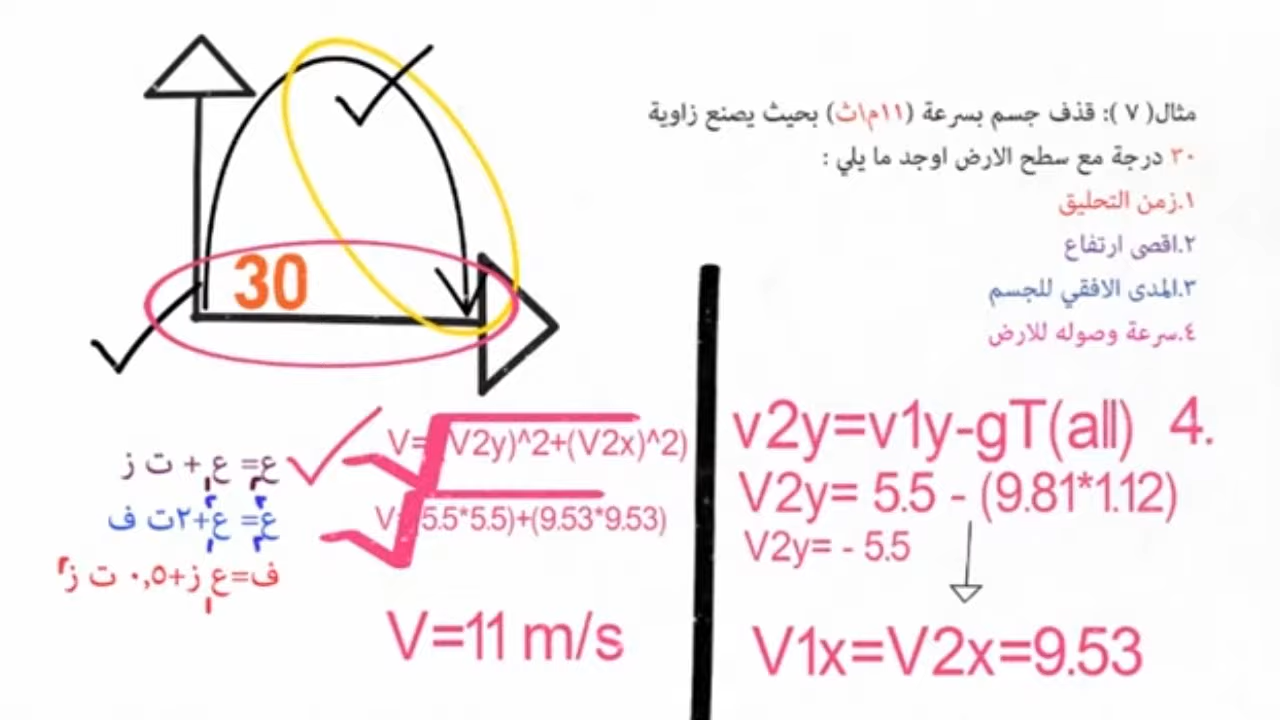 مثال( ٧ ): قذف جسم بسرعة (١١م\ث) بحيث يصنع زاوية
٣٠ درجة مع سطح الارض اوجد ما يلي :
١.زمن التحليق
٢.اقصى ارتفاع
٣.المدى الافقي للجسم
٤.سرعة وصوله للارض
30
v2y=v1y-gT(all) 4.
V2y= 5.5 - (9.81*1.12)
V2y= - 5.5
V1x=V2x=9.53
V= V2y)^2+(V2x)^2)
V= 5.5*5.5)+(9.53*9.53)
V=11 m/s
ع٢= ع١+ ت ز
ع٢٢= ع١٢+٢ت ف
ف=ع١ ز+٠,٥ ت ز٢